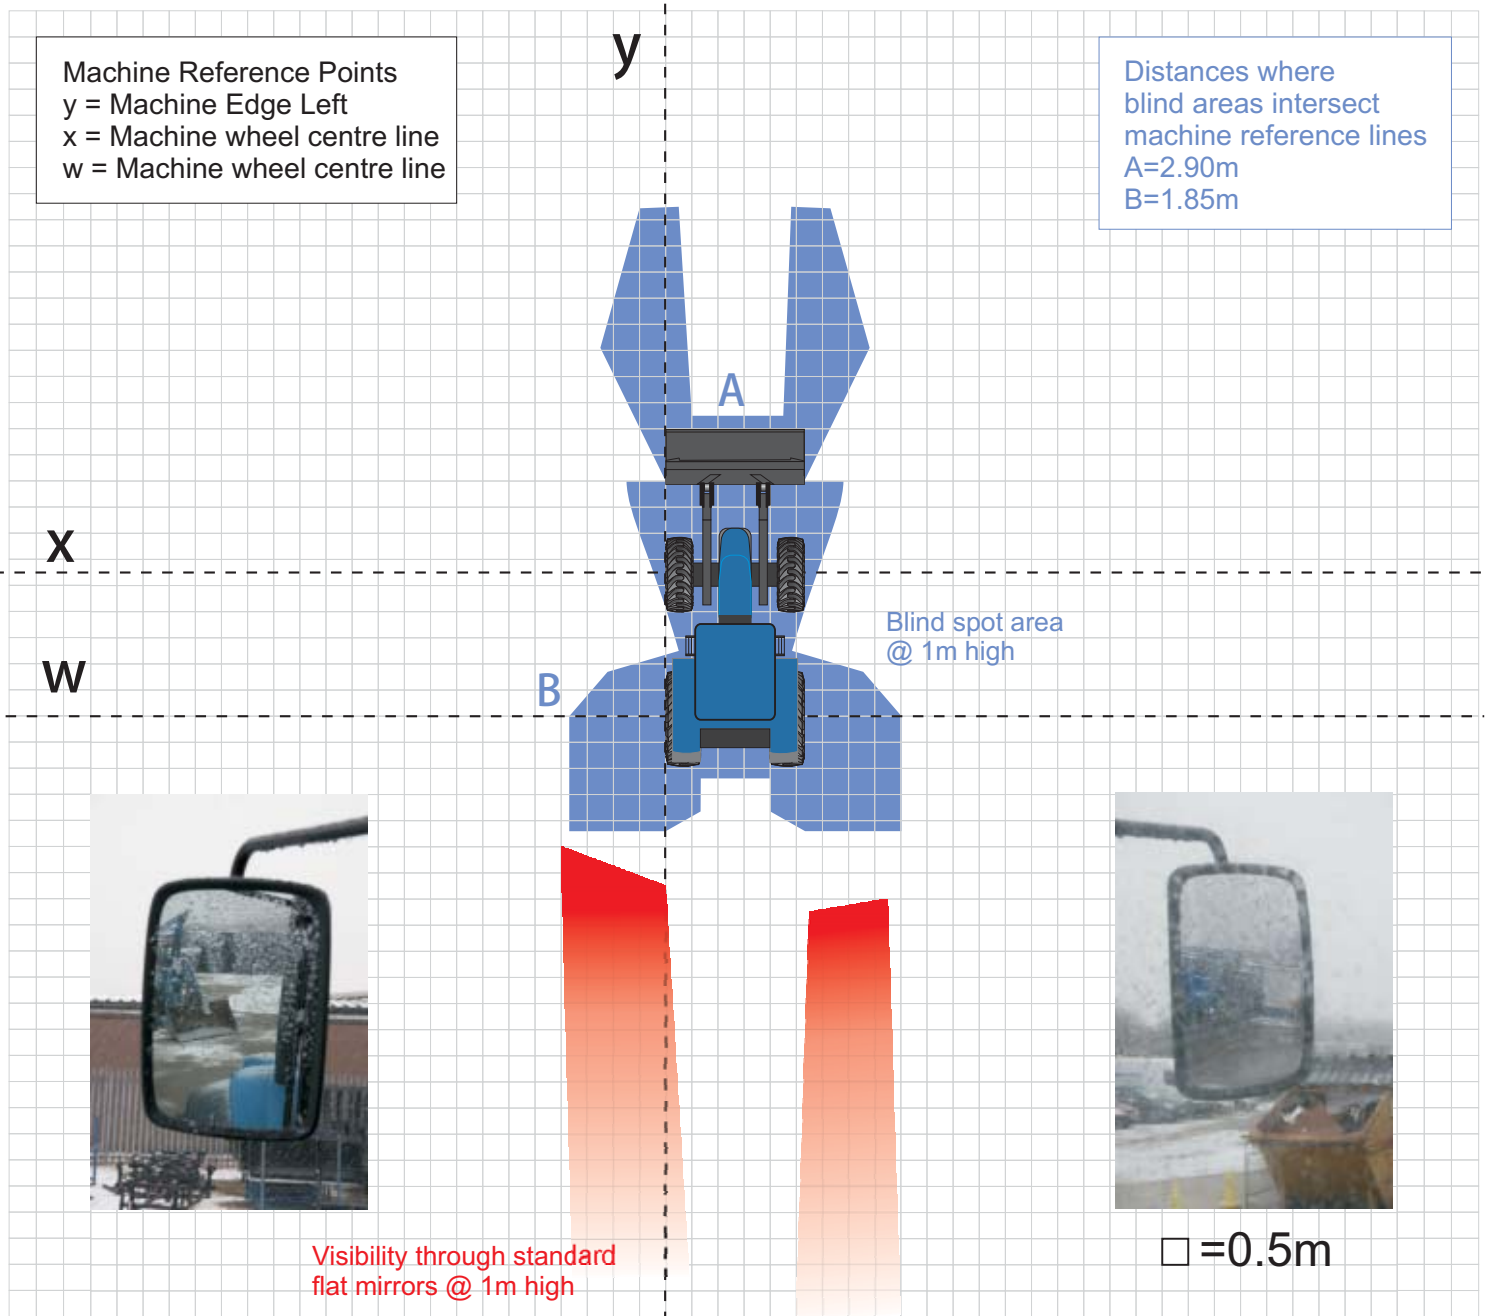 y
Machine Reference Points
y = Machine Edge Left
x = Machine wheel centre line
w = Machine wheel centre line
Distances where
blind areas intersect
machine reference lines
A=2.90m
B=1.85m
A
x
Blind spot area
@ 1m high
w
B
Visibility through standard
flat mirrors @ 1m high
=0.5m